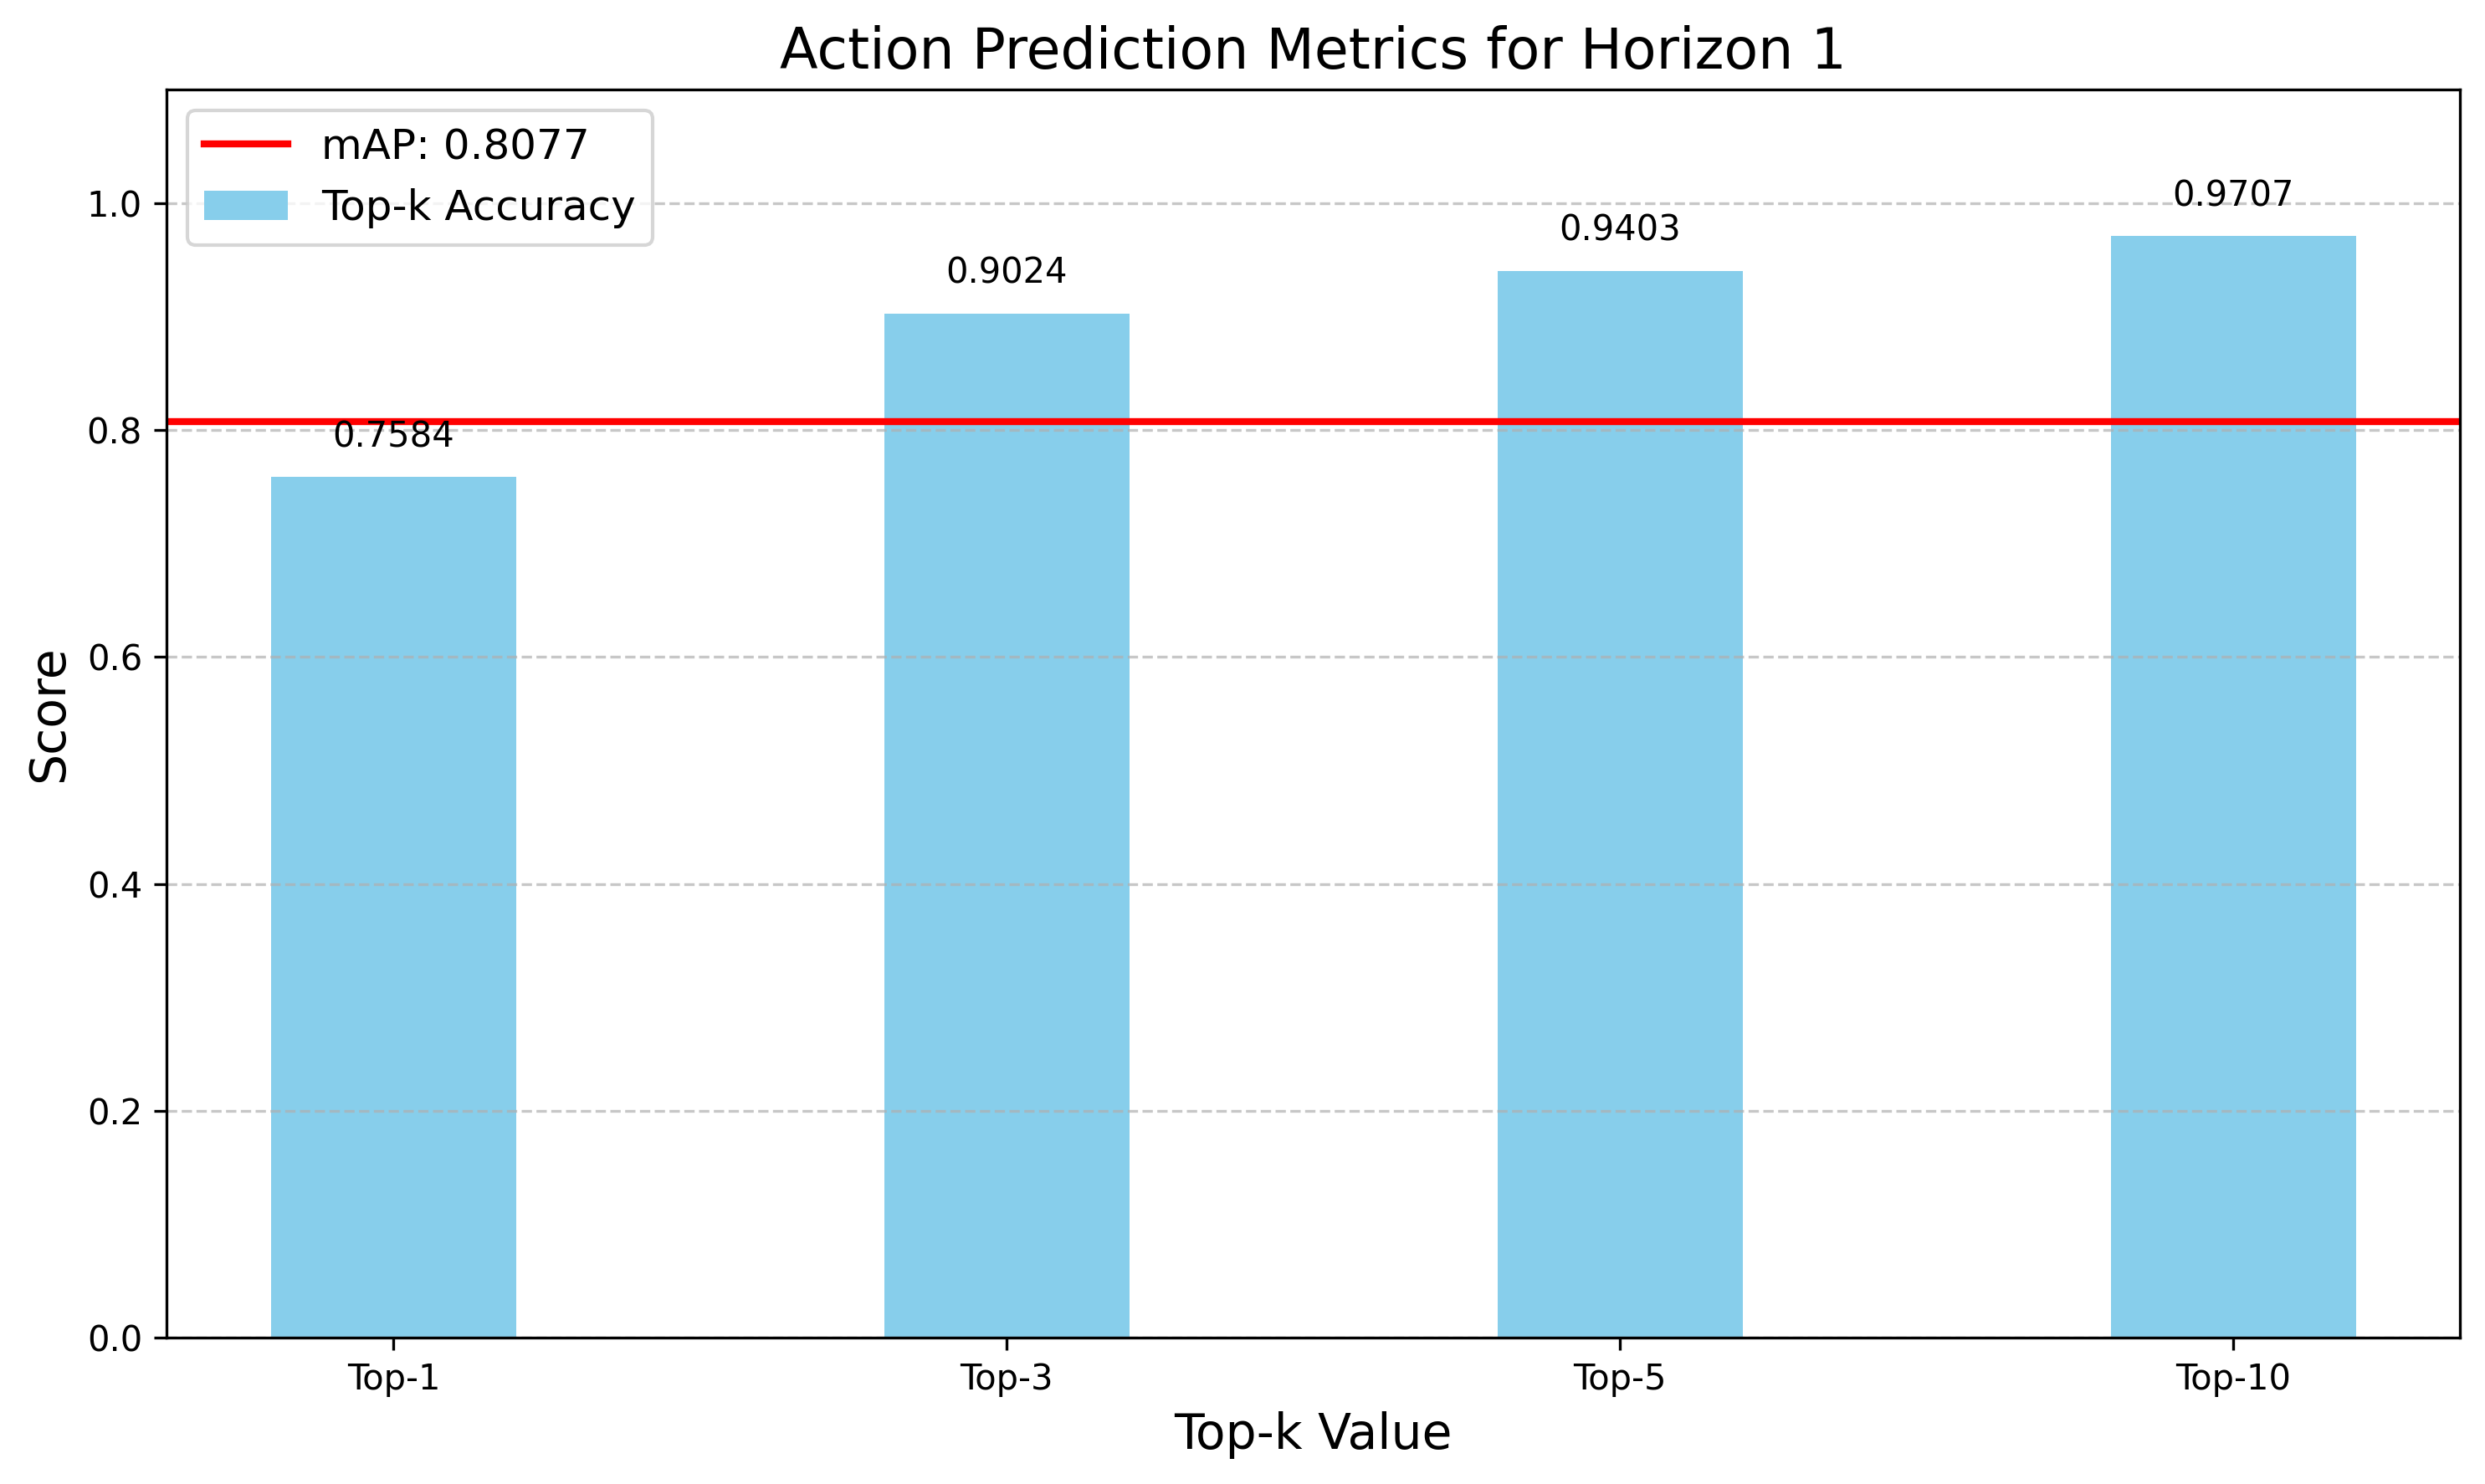 Action Prediction Metrics for Horizon 1
mAP: 0.8077
Top-k Accuracy
1.0
0.8
0.6
0.4
0.2
0.0
Score
0.7584
0.9024
0.9403
0.9707
Top-1
Top-3
Top-5
Top-10
Top-k Value